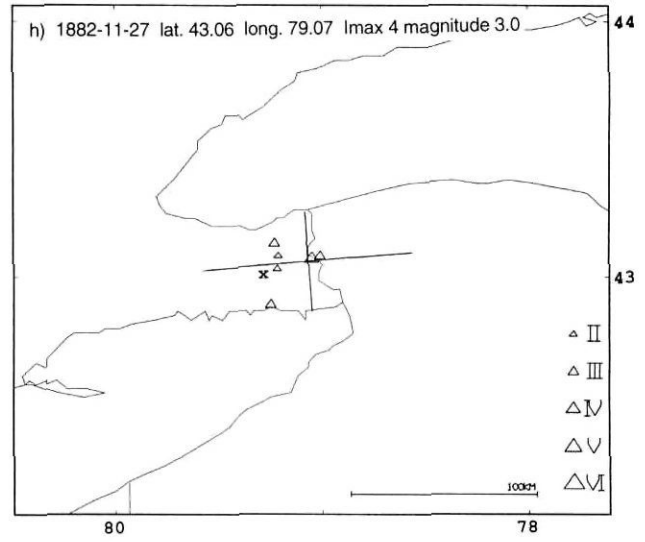 h) 1882-11-27 lat. 43.06 long. 79.07 Imax 4 magnitude 3.0
44
43
II
III
IV
V
VI
100KM
80
78